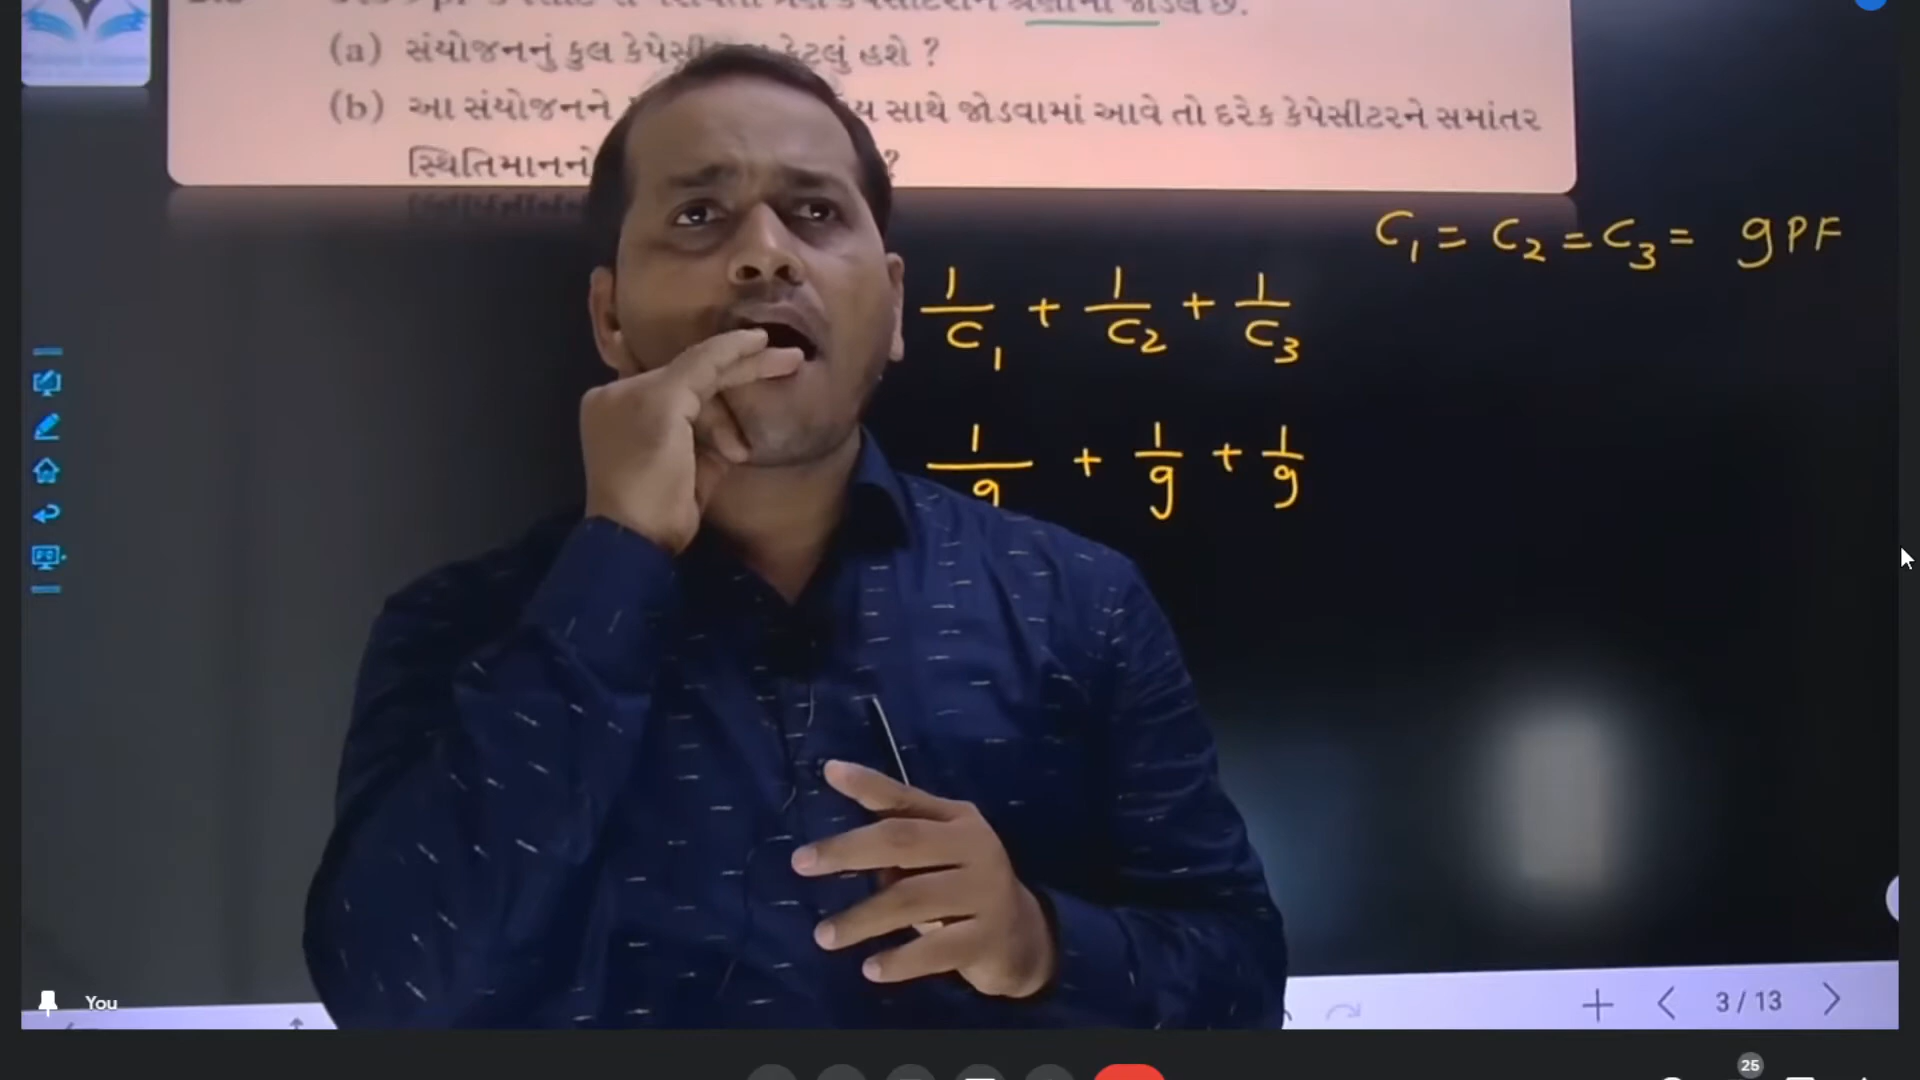 (a) સંયોજનનું કુલ કેટલું હશે ?
(b) આ સંયોજનને સાથે જોડવામાં આવે તો દરેક કેપેસીટરને સમાંતર
સ્થિતિમાનનો ?
C₁ = C₂ = C₃ = 9 PF
1/C₁ + 1/C₂ + 1/C₃
1/9 + 1/9 + 1/9
You
3 / 13
25